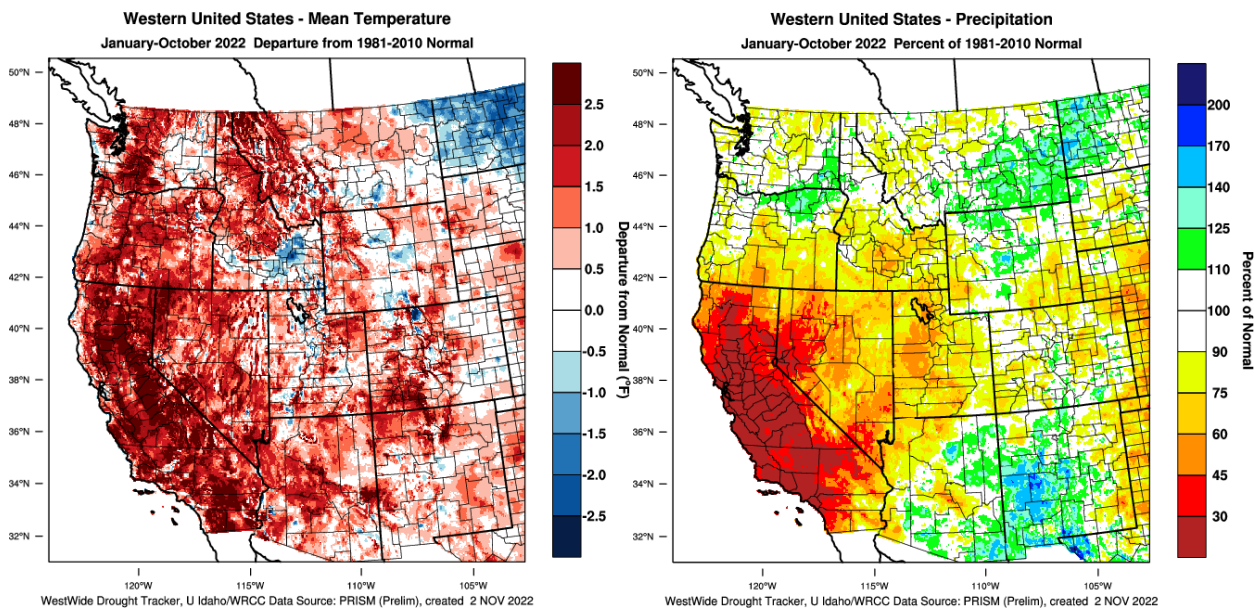 Western United States - Mean Temperature
January-October 2022 Departure from 1981-2010 Normal
50°N
48°N
46°N
44°N
42°N
40°N
38°N
36°N
34°N
32°N
120°W
115°W
110°W
105°W
2.5
2.0
1.5
1.0
0.5
0.0
-0.5
-1.0
-1.5
-2.0
-2.5
Departure from Normal (°F)
WestWide Drought Tracker, U Idaho/WRCC Data Source: PRISM (Prelim), created 2 NOV 2022
Western United States - Precipitation
January-October 2022 Percent of 1981-2010 Normal
50°N
48°N
46°N
44°N
42°N
40°N
38°N
36°N
34°N
32°N
120°W
115°W
110°W
105°W
200
170
140
125
110
100
90
75
60
45
30
Percent of Normal
WestWide Drought Tracker, U Idaho/WRCC Data Source: PRISM (Prelim), created 2 NOV 2022